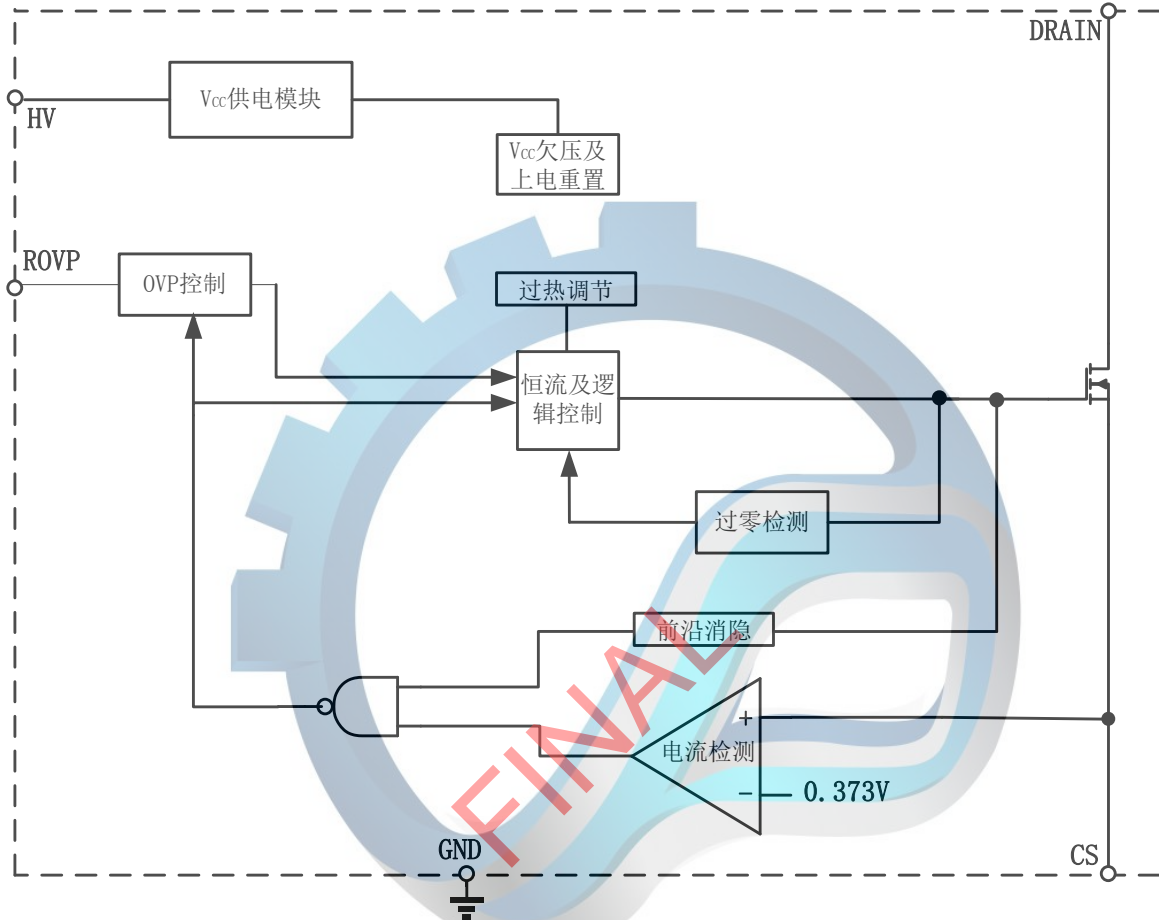 DRAIN
Vcc供电模块
HV
Vcc欠压及
上电重置
ROVP
OVP控制
过热调节
恒流及逻
辑控制
过零检测
前沿消隐
FINAL
+
电流检测
- 0.373V
GND
CS